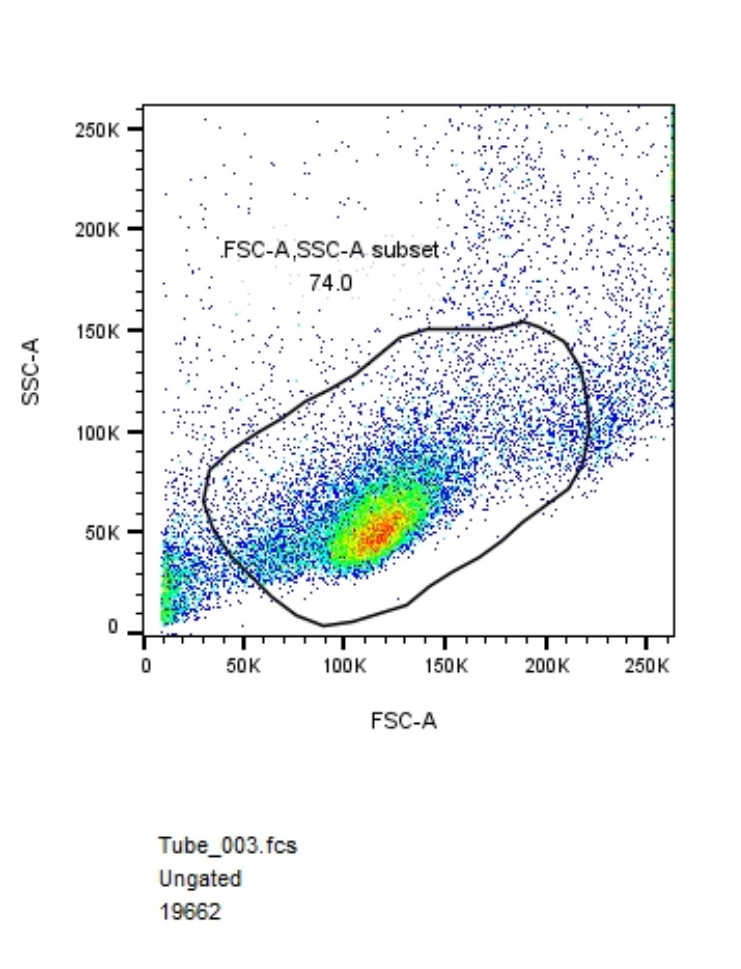 250K
200K
150K
100K
50K
0
SSC-A
.FSC-A,SSC-A subset
74.0
0
50K
100K
150K
200K
250K
FSC-A
Tube_003.fcs
Ungated
19662